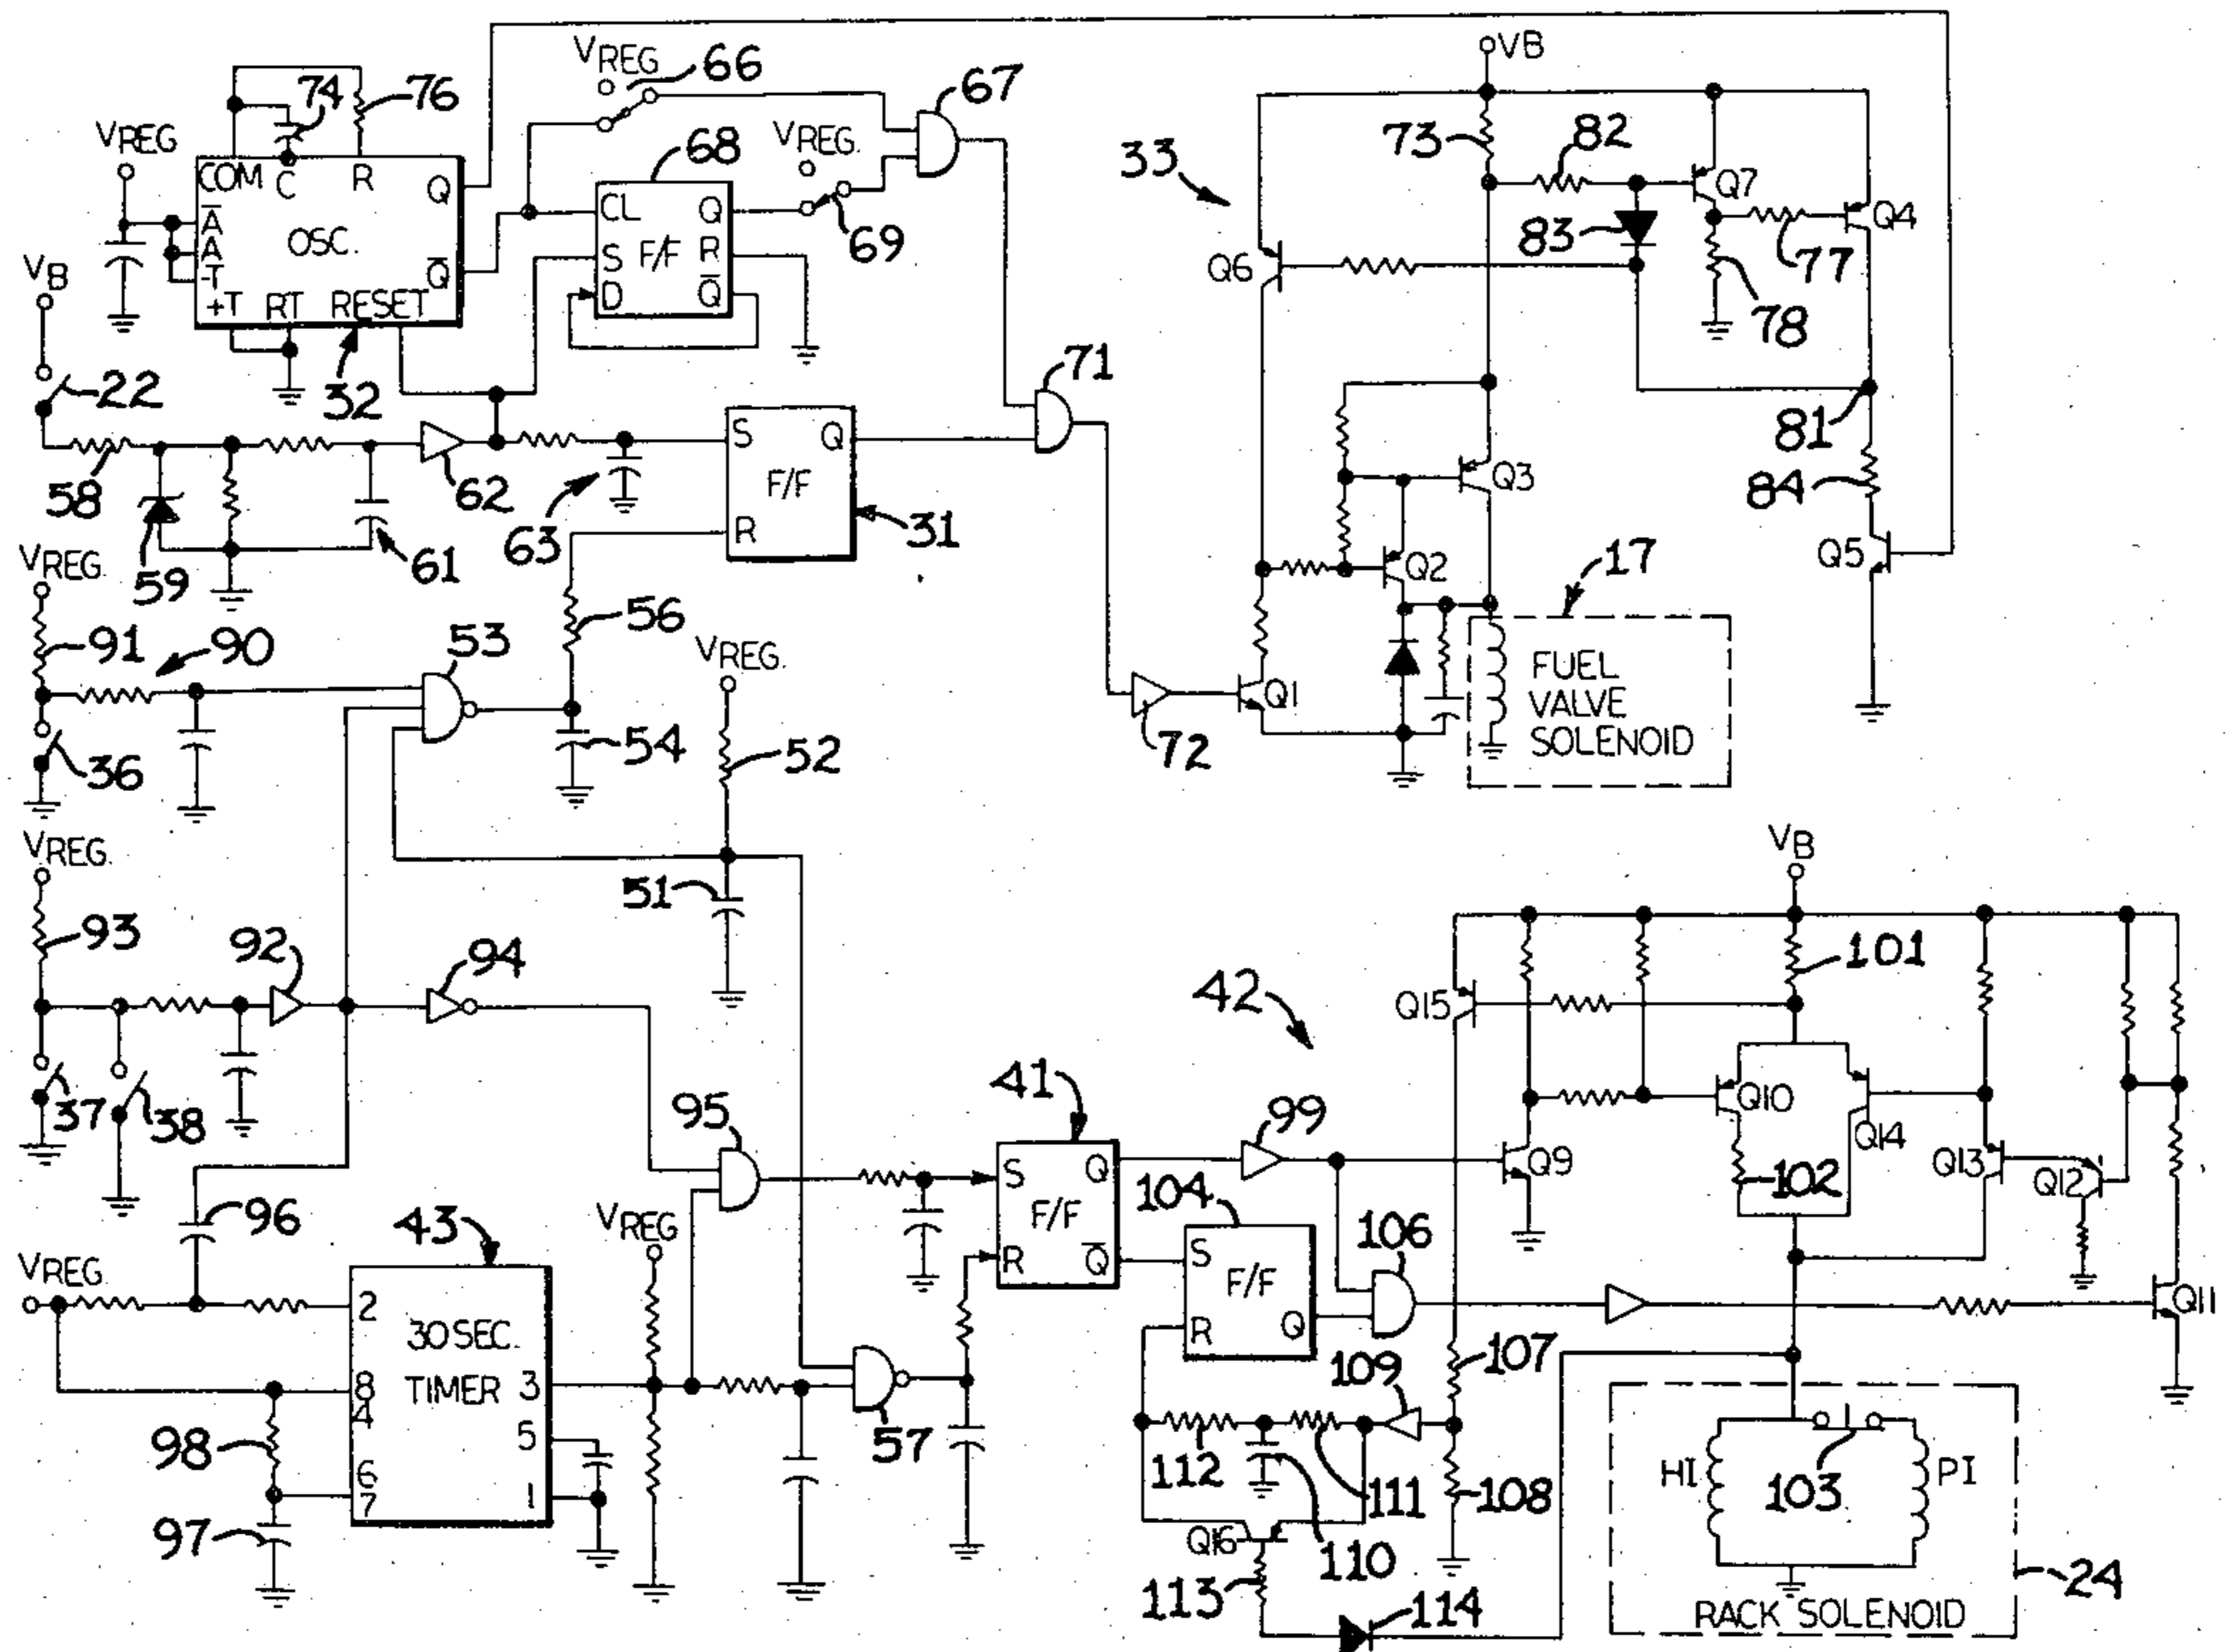 VREG
66
67
VB
74
76
VREG
VREG.
68
73
82
33
COM C R
Q
CL Q
Q7
Q4
A̅
A
-T
OSC.
S F/F R
69
83
Q6
77
VB
Q̅
D Q̅
78
+T RT RESET
22
32
71
81
S Q
Q3
84
58
62
F/F
59
61
63
R
31
Q2
Q5
17
VREG.
56
91
90
53
VREG.
FUEL
VALVE
SOLENOID
Q1
54
52
72
36
VREG.
51
VB
93
92
94
101
42
Q15
41
95
99
Q10
37
38
Q14
S Q
Q9
102
Q13
Q12
96
43
VREG
104
F/F
106
VREG.
R Q̅
S
F/F
2
Q11
30 SEC.
TIMER
R Q
107
8
4
3
109
98
5
57
112
111
108
HI
103
PI
6
7
1
97
Q16
110
113
114
24
RACK SOLENOID